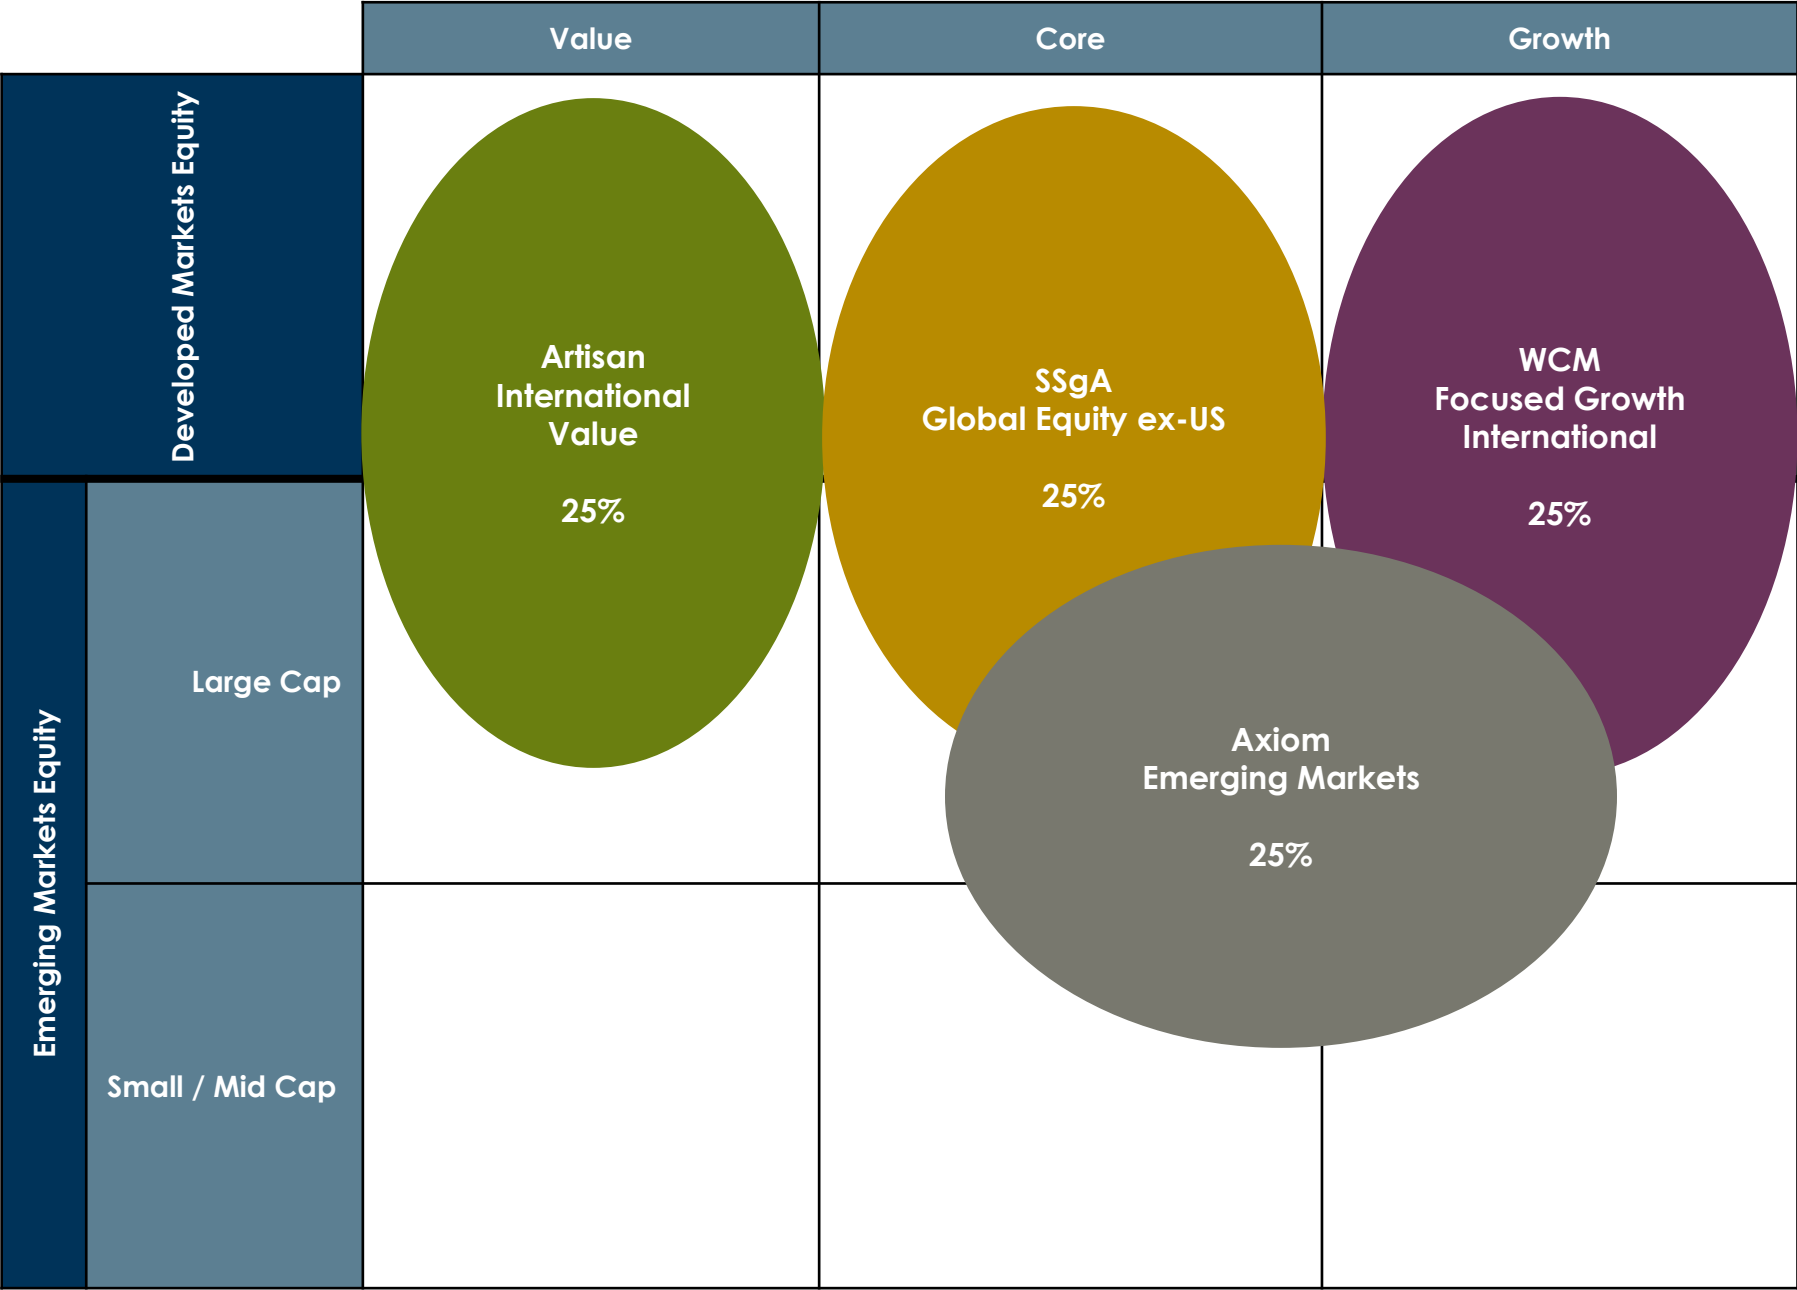 Value
Core
Growth
Developed Markets Equity
Artisan
International
Value
25%
SSgA
Global Equity ex-US
25%
WCM
Focused Growth
International
25%
Emerging Markets Equity
Large Cap
Axiom
Emerging Markets
25%
Small / Mid Cap